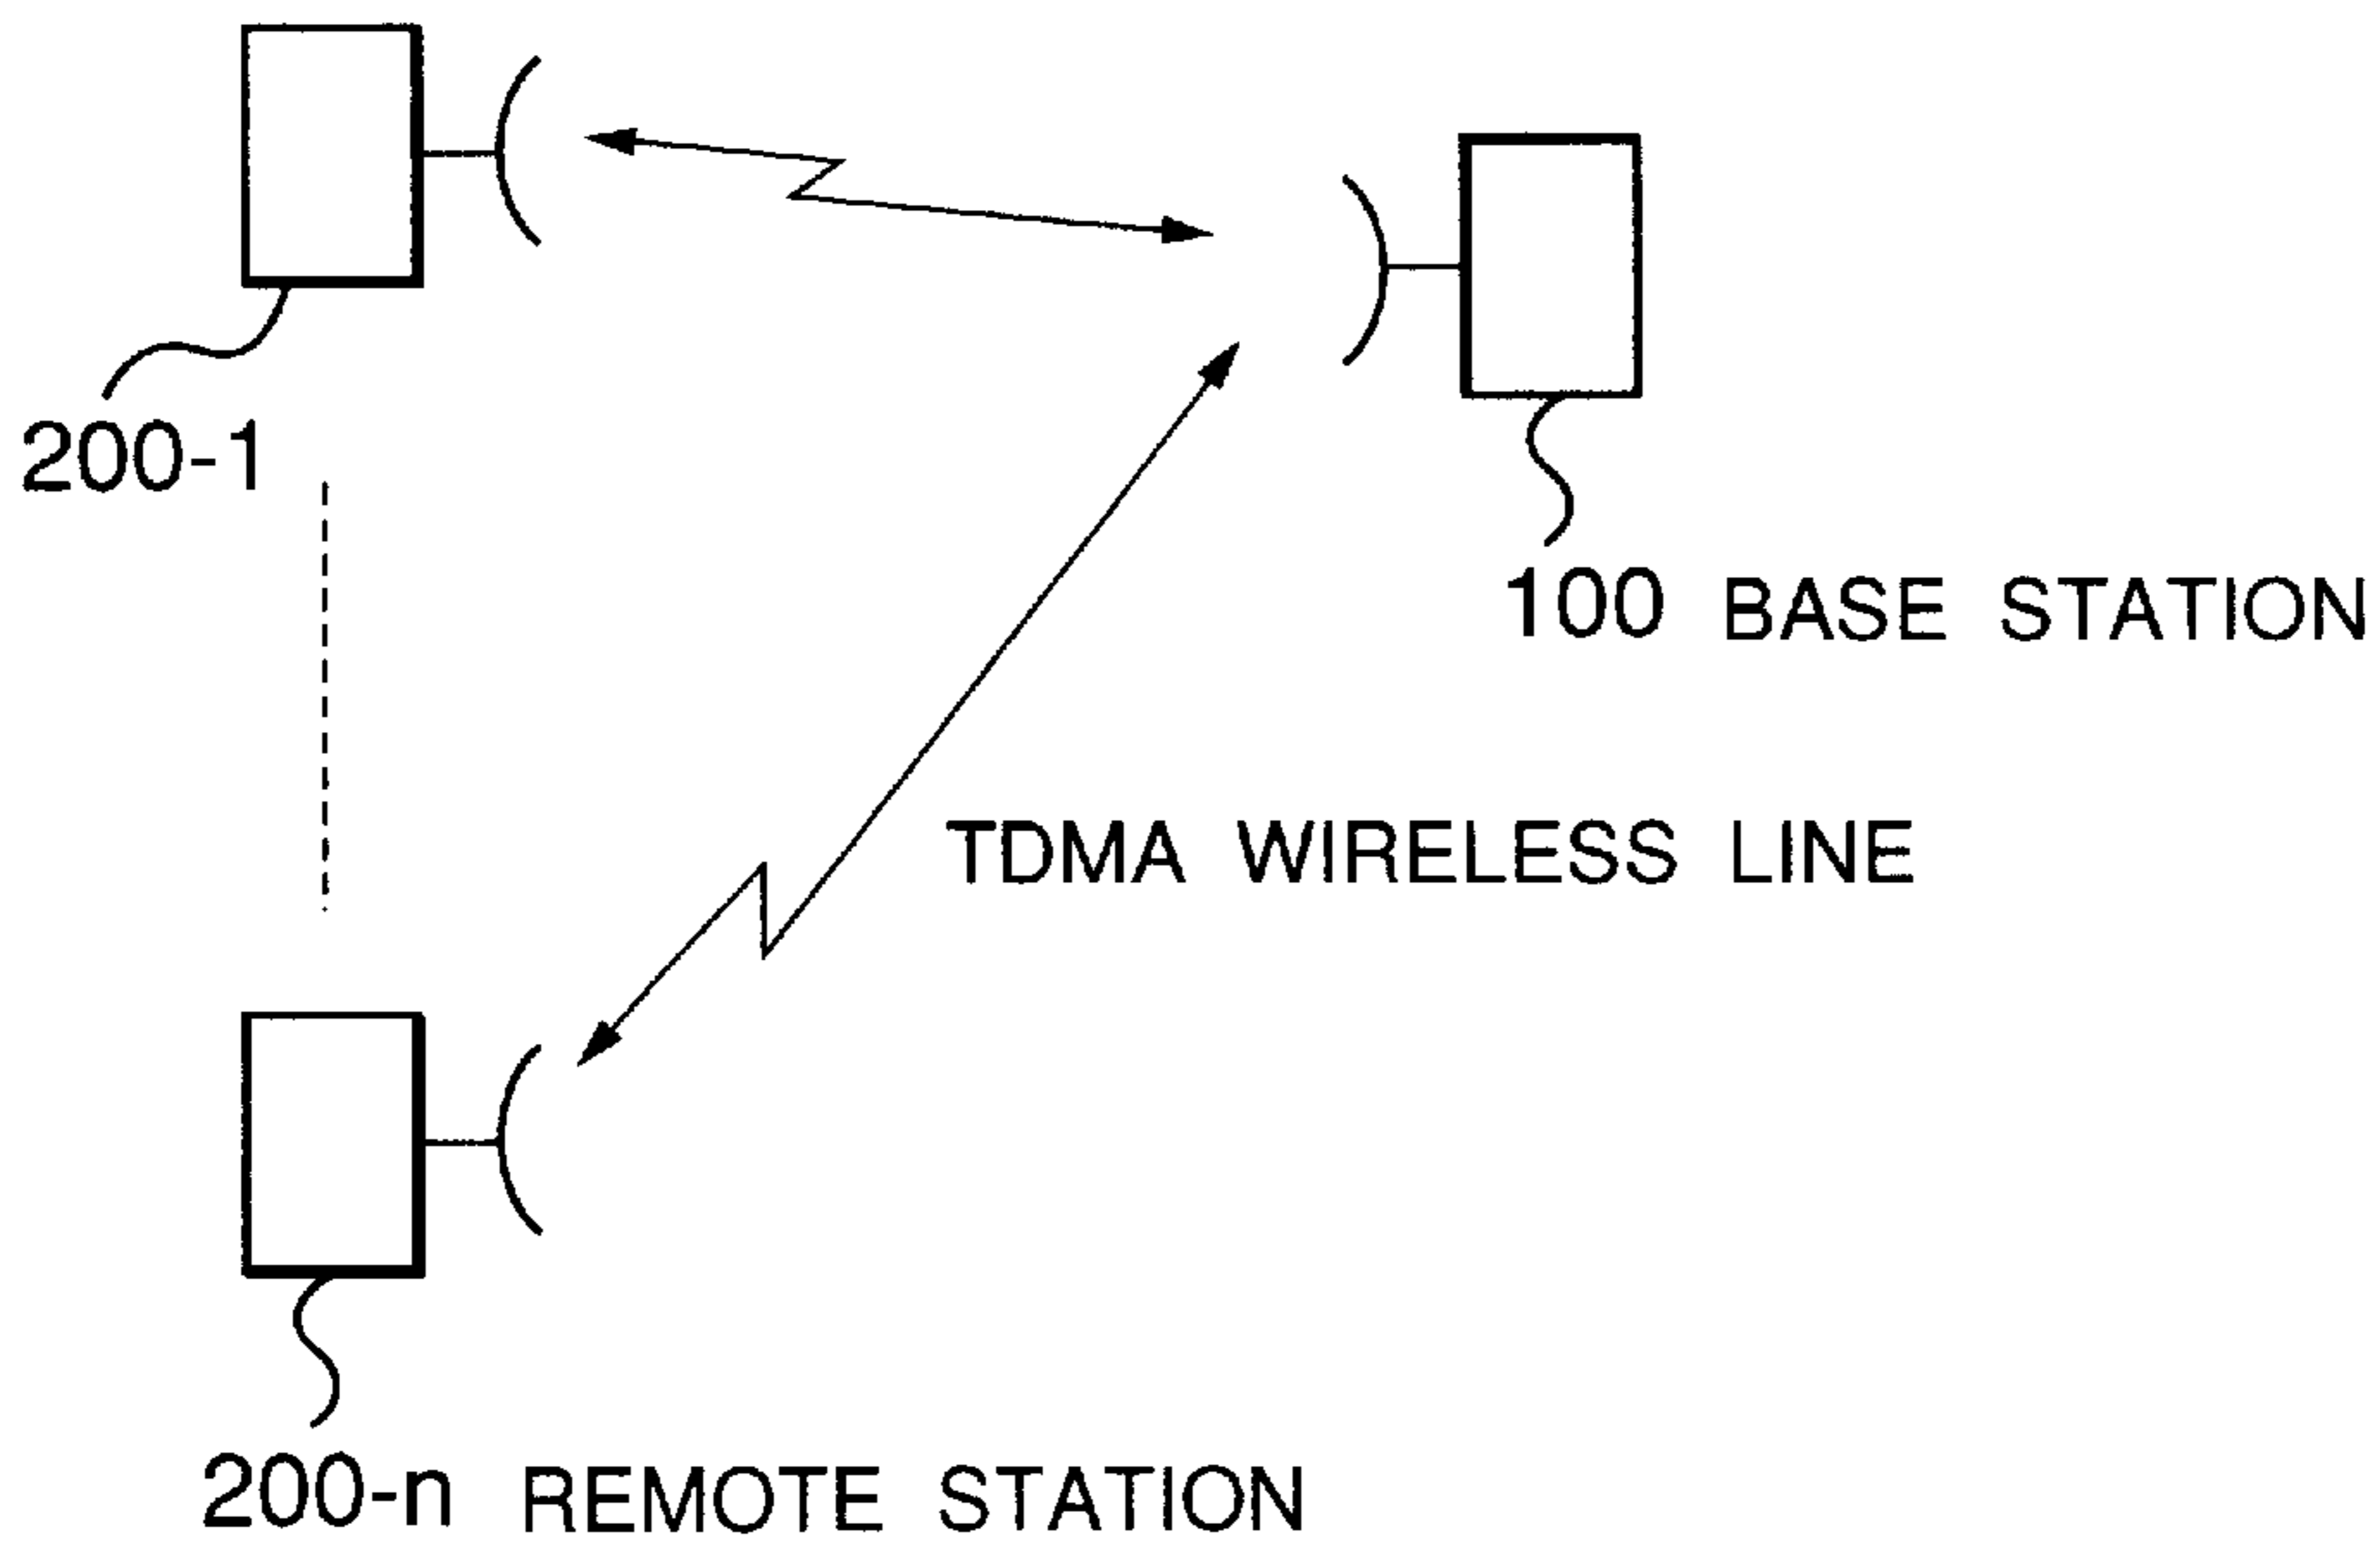 200-1
100 BASE STATION
TDMA WIRELESS LINE
200-n REMOTE STATION